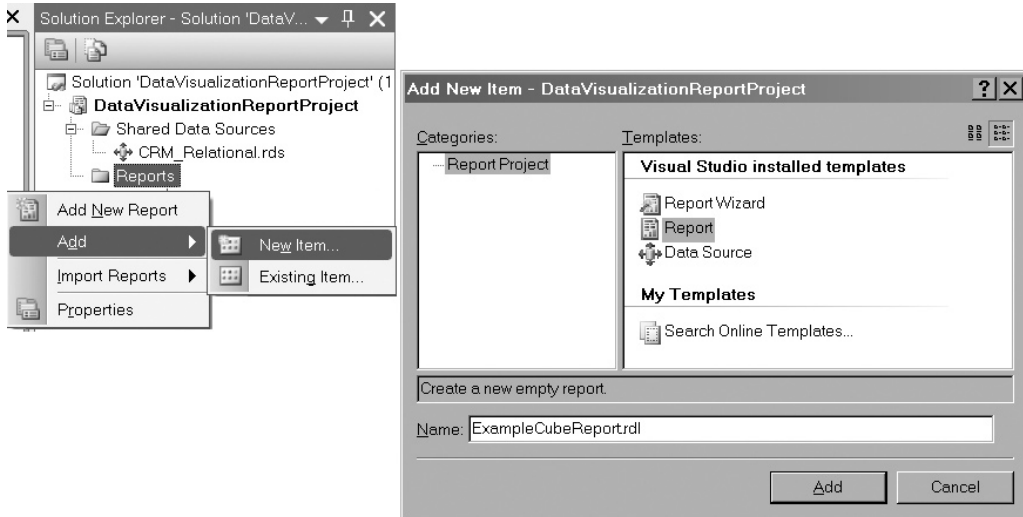 Solution Explorer - Solution 'DataV...
Solution 'DataVisualizationReportProject' (1
DataVisualizationReportProject
Shared Data Sources
CRM_Relational.rds
Reports
Add New Report
Add
New Item...
Existing Item...
Import Reports
Properties
Add New Item - DataVisualizationReportProject
Categories:
Templates:
Report Project
Visual Studio installed templates
Report Wizard
Report
Data Source
My Templates
Search Online Templates...
Create a new empty report.
Name: ExampleCubeReport.rdl
Add
Cancel